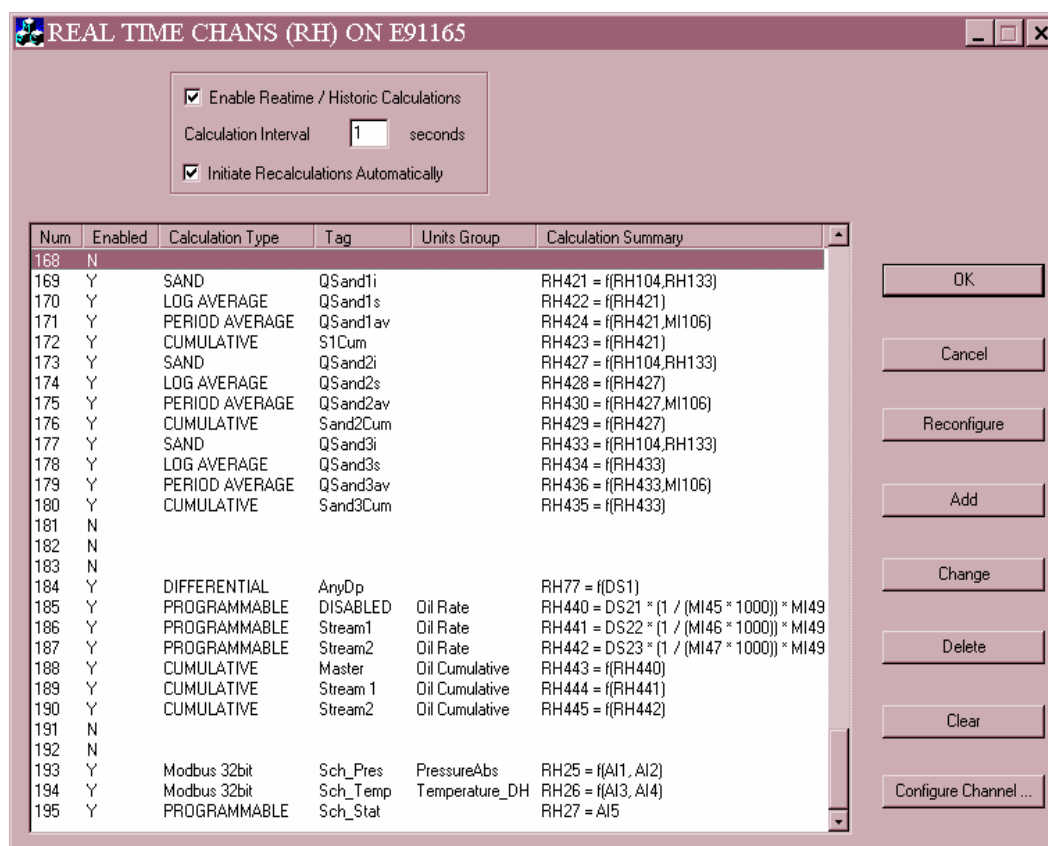 REAL TIME CHANS (RH) ON E91165
Enable Reatime / Historic Calculations
Calculation Interval 1 seconds
Initiate Recalculations Automatically
Num Enabled Calculation Type Tag Units Group Calculation Summary
168 N
169 Y SAND QSand1i RH421 = f(RH104,RH133)
170 Y LOG AVERAGE QSand1s RH422 = f(RH421)
171 Y PERIOD AVERAGE QSand1av RH424 = f(RH421,MI106)
172 Y CUMULATIVE S1Cum RH423 = f(RH421)
173 Y SAND QSand2i RH427 = f(RH104,RH133)
174 Y LOG AVERAGE QSand2s RH428 = f(RH427)
175 Y PERIOD AVERAGE QSand2av RH430 = f(RH427,MI106)
176 Y CUMULATIVE Sand2Cum RH429 = f(RH427)
177 Y SAND QSand3i RH433 = f(RH104,RH133)
178 Y LOG AVERAGE QSand3s RH434 = f(RH433)
179 Y PERIOD AVERAGE QSand3av RH436 = f(RH433,MI106)
180 Y CUMULATIVE Sand3Cum RH435 = f(RH433)
181 N
182 N
183 N
184 Y DIFFERENTIAL AnyDp RH77 = f(DS1)
185 Y PROGRAMMABLE DISABLED Oil Rate RH440 = DS21 * (1 / (MI45 * 1000)) * MI49
186 Y PROGRAMMABLE Stream1 Oil Rate RH441 = DS22 * (1 / (MI46 * 1000)) * MI49
187 Y PROGRAMMABLE Stream2 Oil Rate RH442 = DS23 * (1 / (MI47 * 1000)) * MI49
188 Y CUMULATIVE Master Oil Cumulative RH443 = f(RH440)
189 Y CUMULATIVE Stream 1 Oil Cumulative RH444 = f(RH441)
190 Y CUMULATIVE Stream2 Oil Cumulative RH445 = f(RH442)
191 N
192 N
193 Y Modbus 32bit Sch_Pres PressureAbs RH25 = f(AI1, AI2)
194 Y Modbus 32bit Sch_Temp Temperature_DH RH26 = f(AI3, AI4)
195 Y PROGRAMMABLE Sch_Stat RH27 = AI5
OK
Cancel
Reconfigure
Add
Change
Delete
Clear
Configure Channel ...